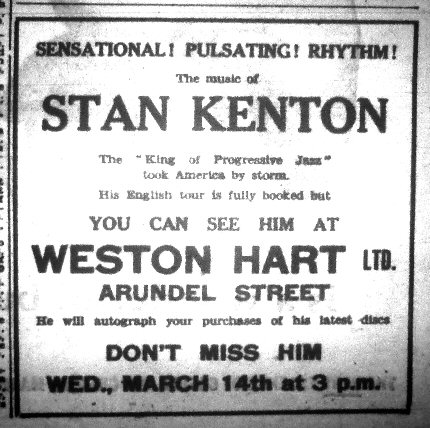 SENSATIONAL! PULSATING! RHYTHM!
The music of
STAN KENTON
The "King of Progressive Jazz"
took America by storm.
His English tour is fully booked but
YOU CAN SEE HIM AT
WESTON HART LTD.
ARUNDEL STREET
He will autograph your purchases of his latest discs
DON'T MISS HIM
WED., MARCH 14th at 3 p.m.